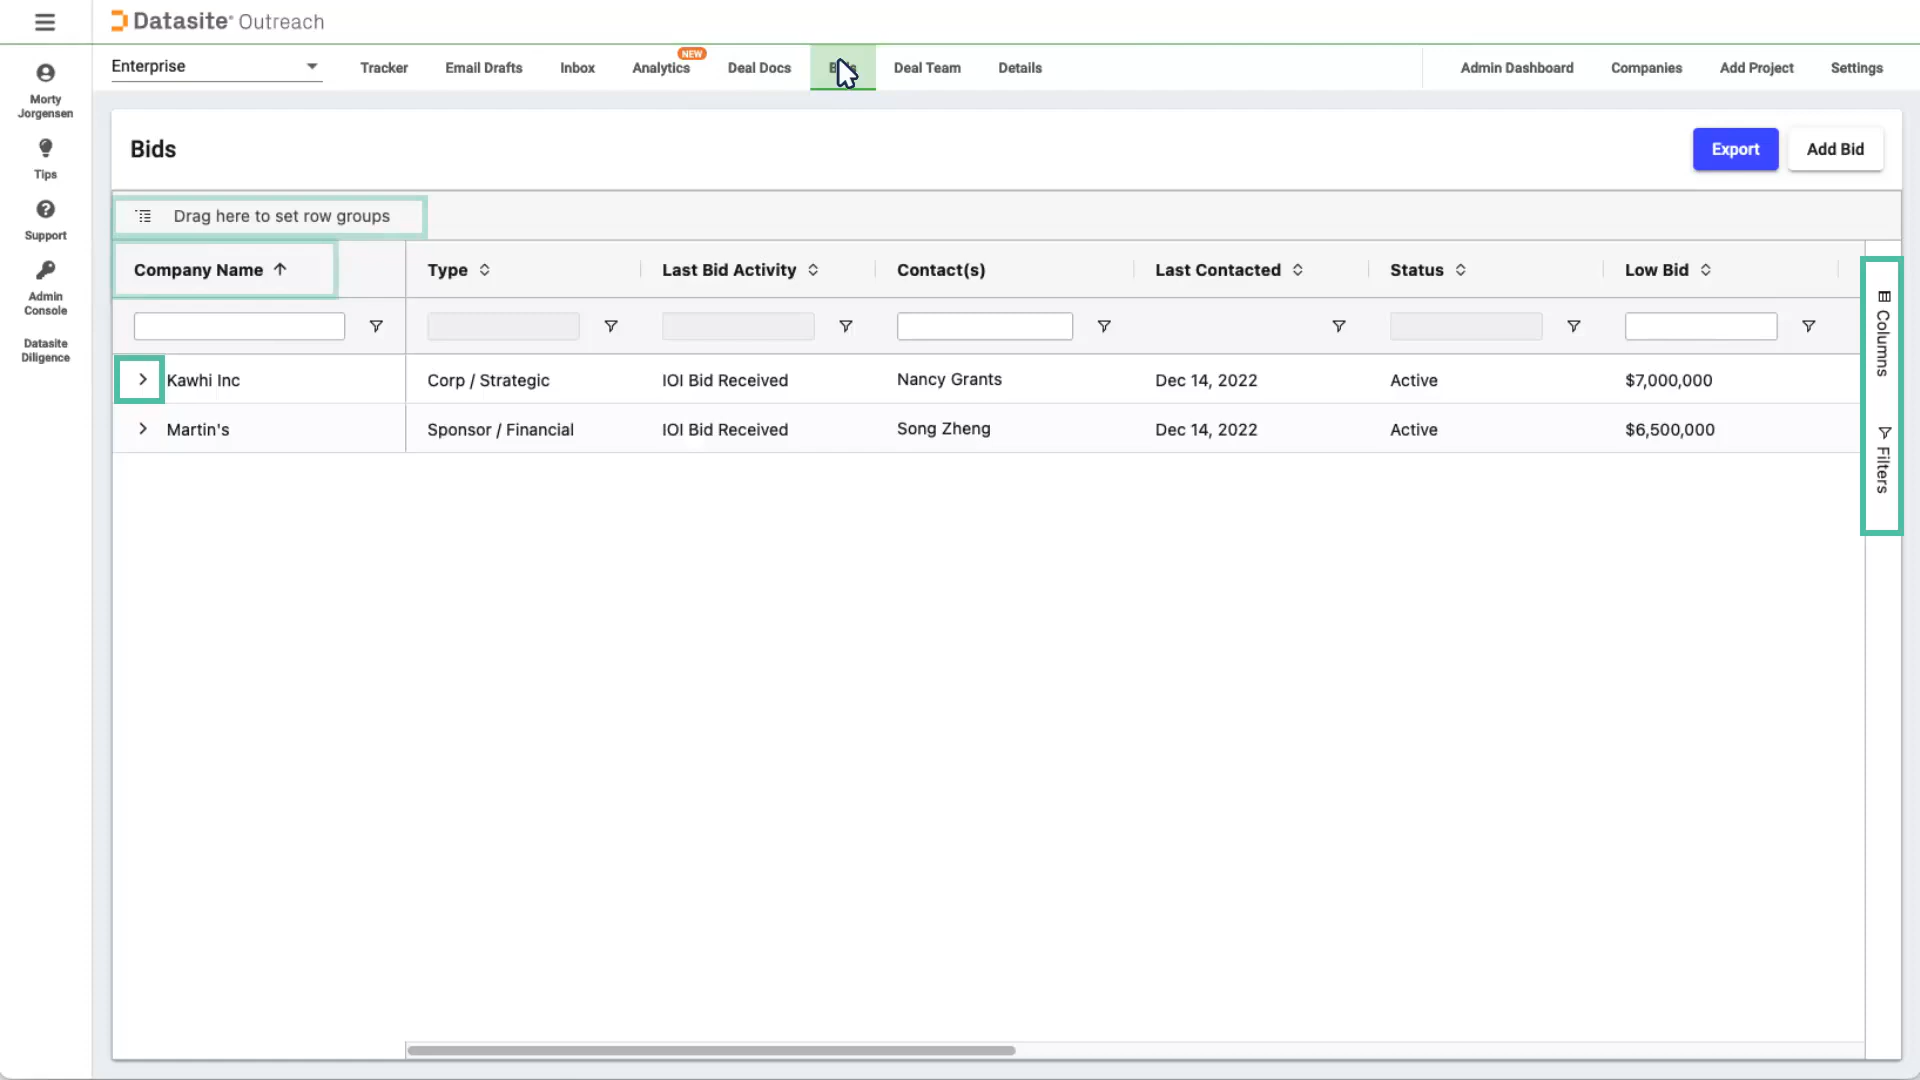 Datasite® Outreach
Enterprise
Tracker
Email Drafts
Inbox
Analytics
NEW
Deal Docs
Deal Team
Details
Admin Dashboard
Companies
Add Project
Settings
Morty
Jorgensen
Tips
Support
Admin
Console
Datasite
Diligence
Bids
Export
Add Bid
Drag here to set row groups
Company Name Type Last Bid Activity Contact(s) Last Contacted Status Low Bid
Kawhi Inc Corp / Strategic IOI Bid Received Nancy Grants Dec 14, 2022 Active $7,000,000
Martin's Sponsor / Financial IOI Bid Received Song Zheng Dec 14, 2022 Active $6,500,000
Columns
Filters